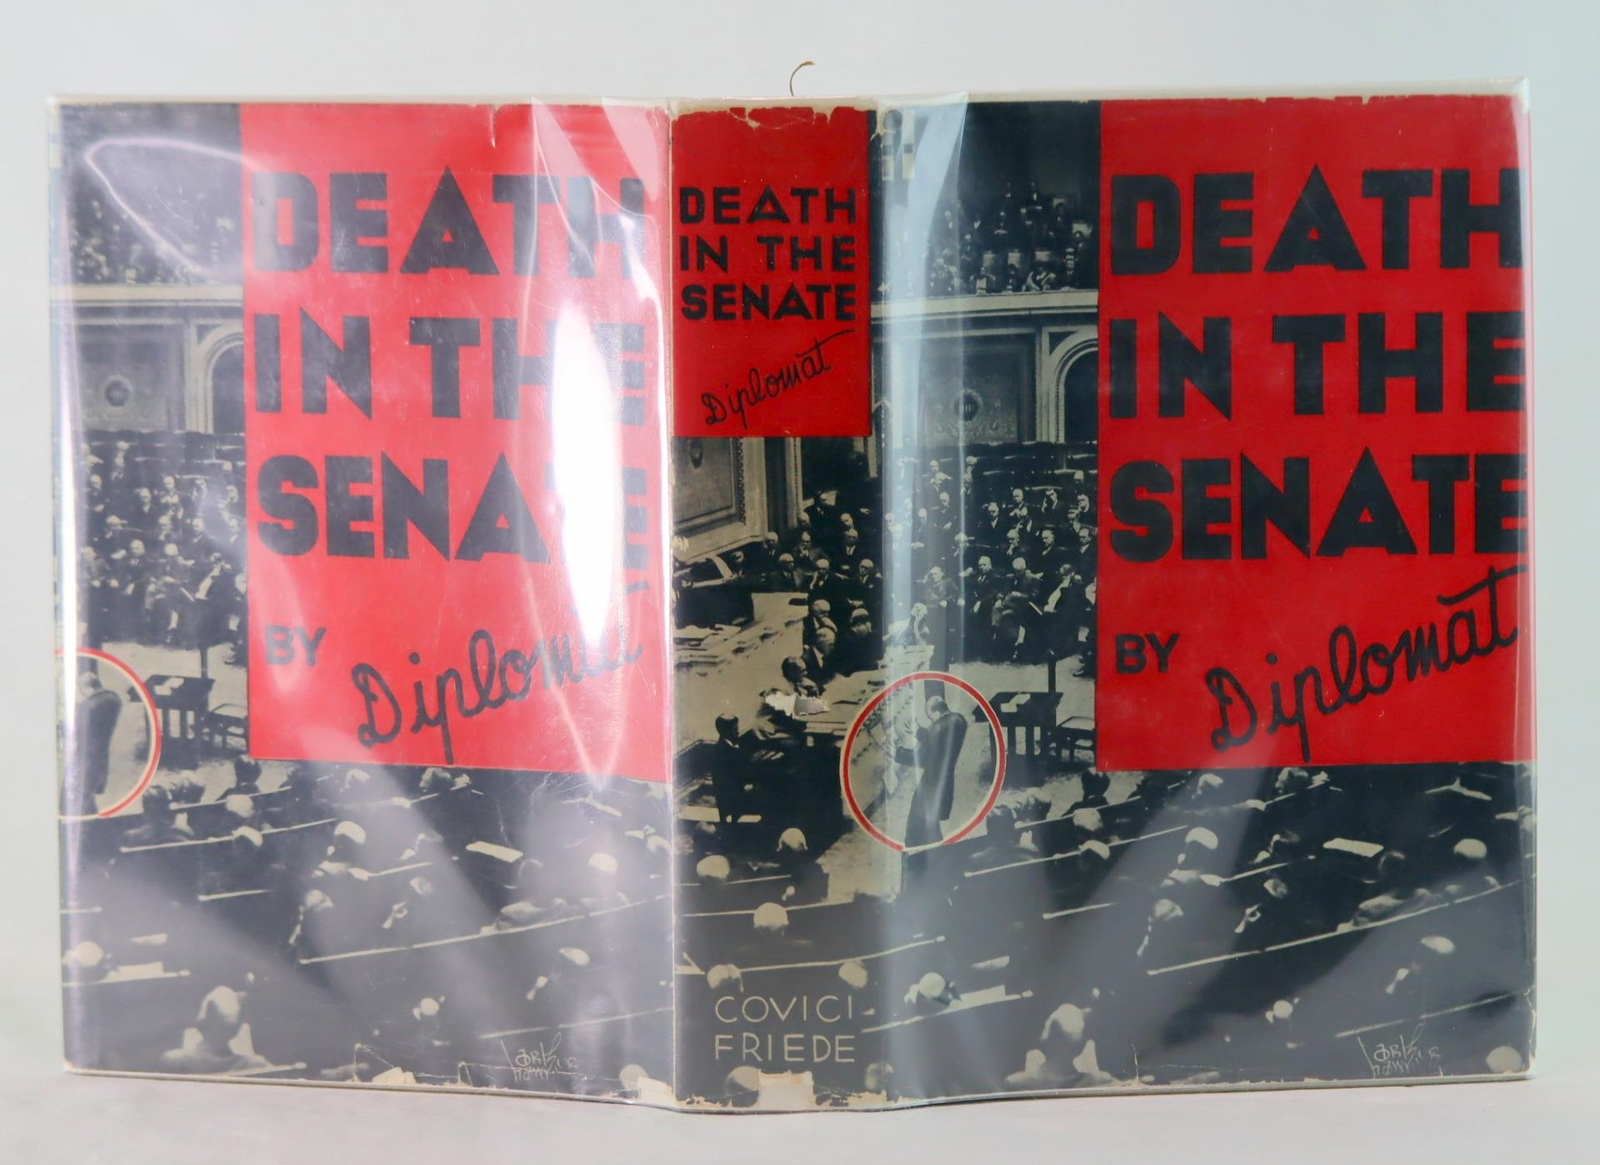 DEATH
IN THE
SENATE
BY Diplomat
DEATH
IN THE
SENATE
Diplomat
COVICI-
FRIEDE
DEATH
IN THE
SENATE
BY Diplomat